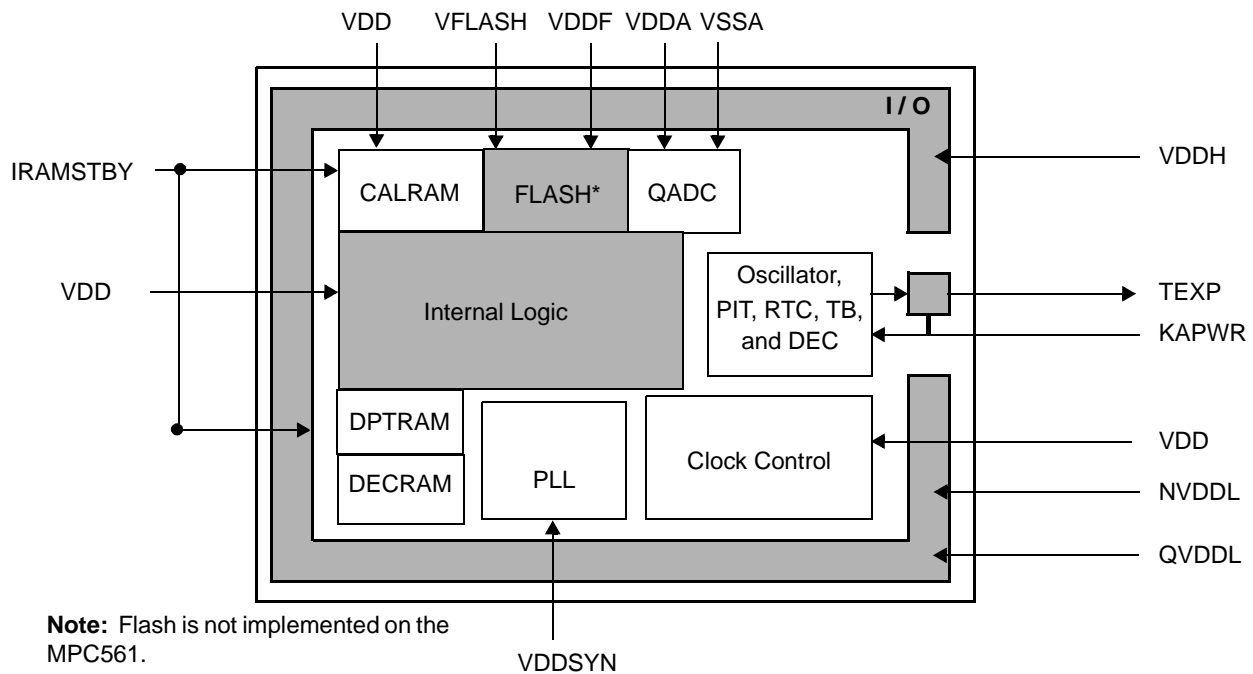 VDD VFLASH VDDF VDDA VSSA
I / O
IRAMSTBY
VDDH
CALRAM
FLASH*
QADC
VDD
Internal Logic
Oscillator,
PIT, RTC, TB,
and DEC
TEXP
KAPWR
DPTRAM
DECRAM
PLL
Clock Control
VDD
NVDDL
QVDDL
Note: Flash is not implemented on the
MPC561.
VDDSYN